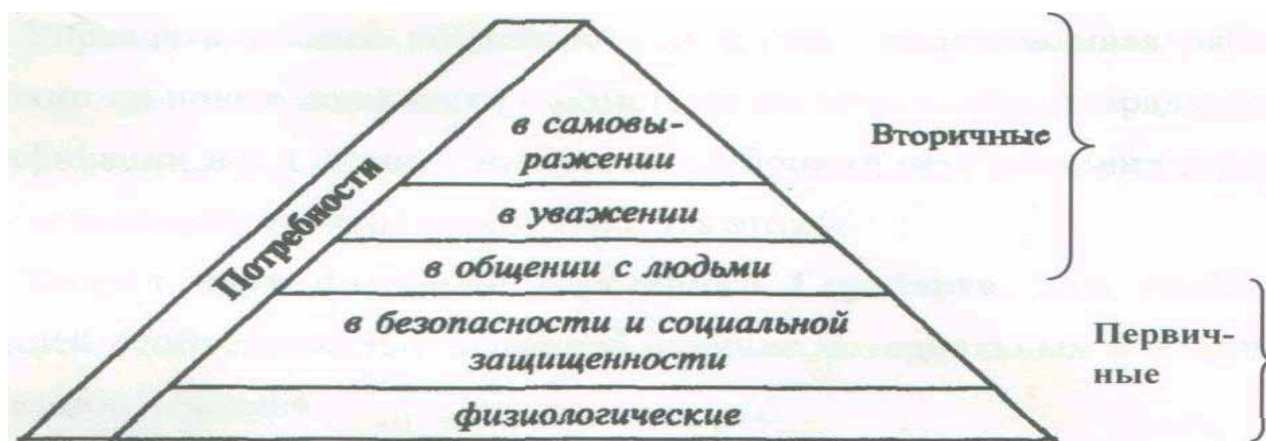 Потребности
в самовы-
ражении
в уважении
в общении с людьми
в безопасности и социальной
защищенности
физиологические
Вторичные
Первич-
ные